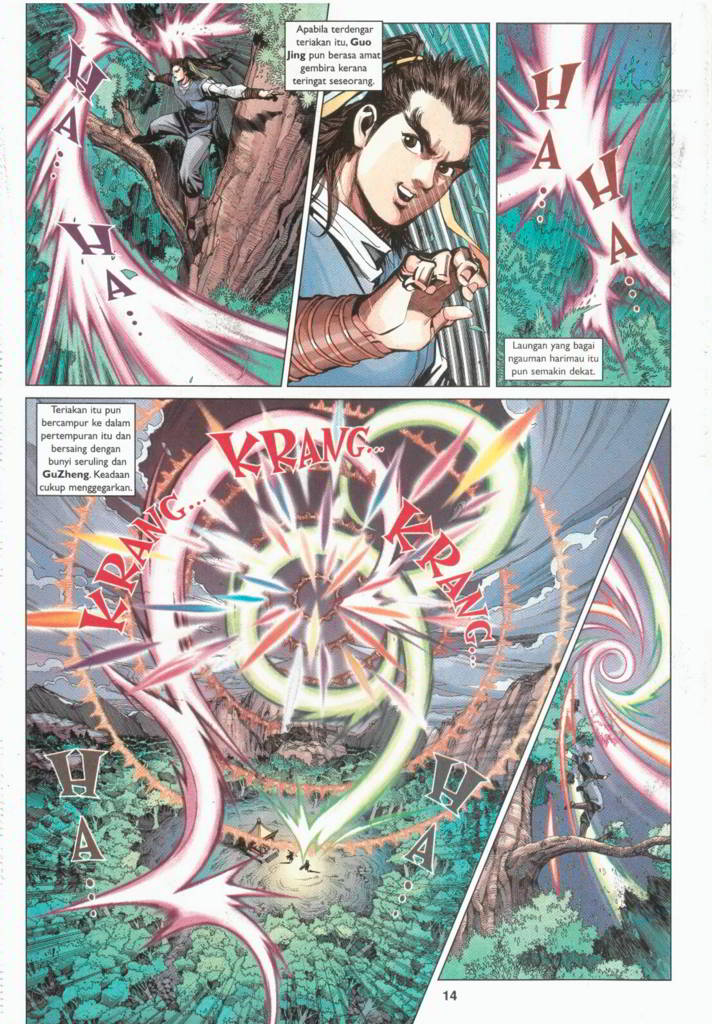 HA...
HA...
Apabila terdengar
teriakan itu, Guo
Jing pun berasa amat
gembira kerana
teringat seseorang.
HA...
HA...
Laungan yang bagai
ngauman harimau itu
pun semakin dekat.
Teriakan itu pun
bercampur ke dalam
pertempuran itu dan
bersaing dengan
bunyi seruling dan
GuZheng. Keadaan
cukup menggegarkan.
KRANG...
KRANG...
KRANG...
HA...
HA...
14